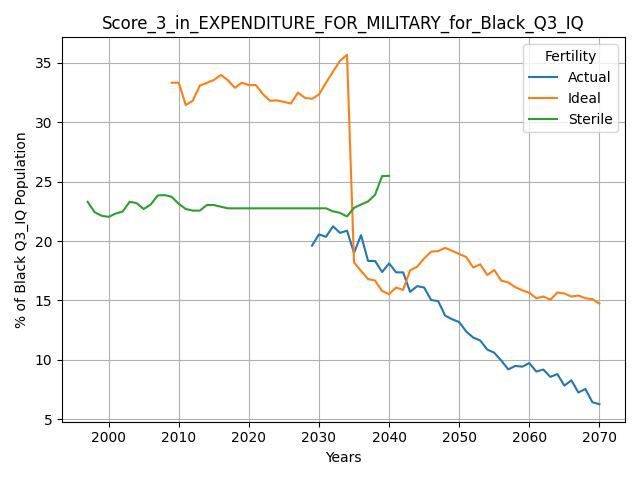 Score_3_in_EXPENDITURE_FOR_MILITARY_for_Black_Q3_IQ
Fertility
Actual
Ideal
Sterile
% of Black Q3_IQ Population
35
30
25
20
15
10
5
2000 2010 2020 2030 2040 2050 2060 2070
Years